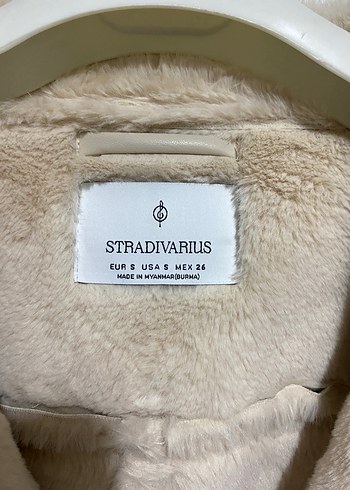 STRADIVARIUS
EUR S USA S MEX 26
MADE IN MYANMAR(BURMA)